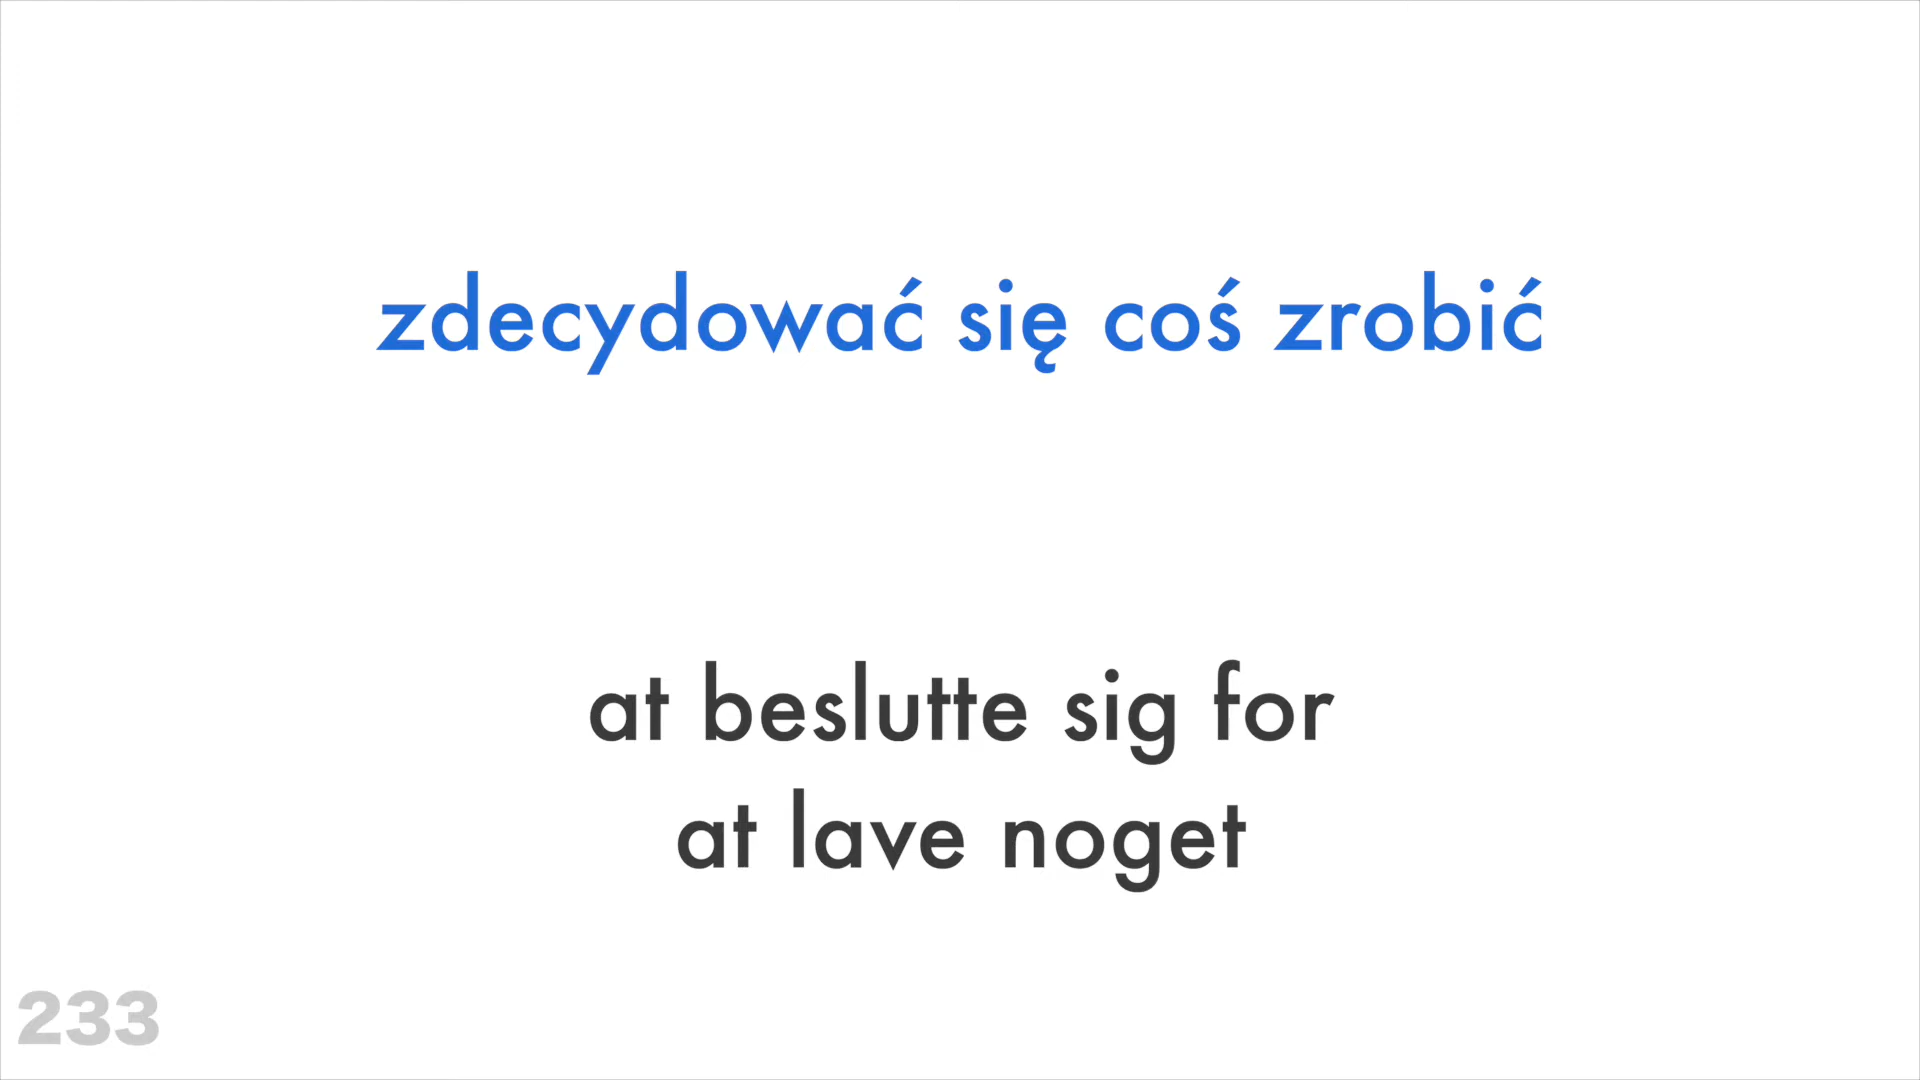 zdecydować się coś zrobić
at beslutte sig for
at lave noget
233